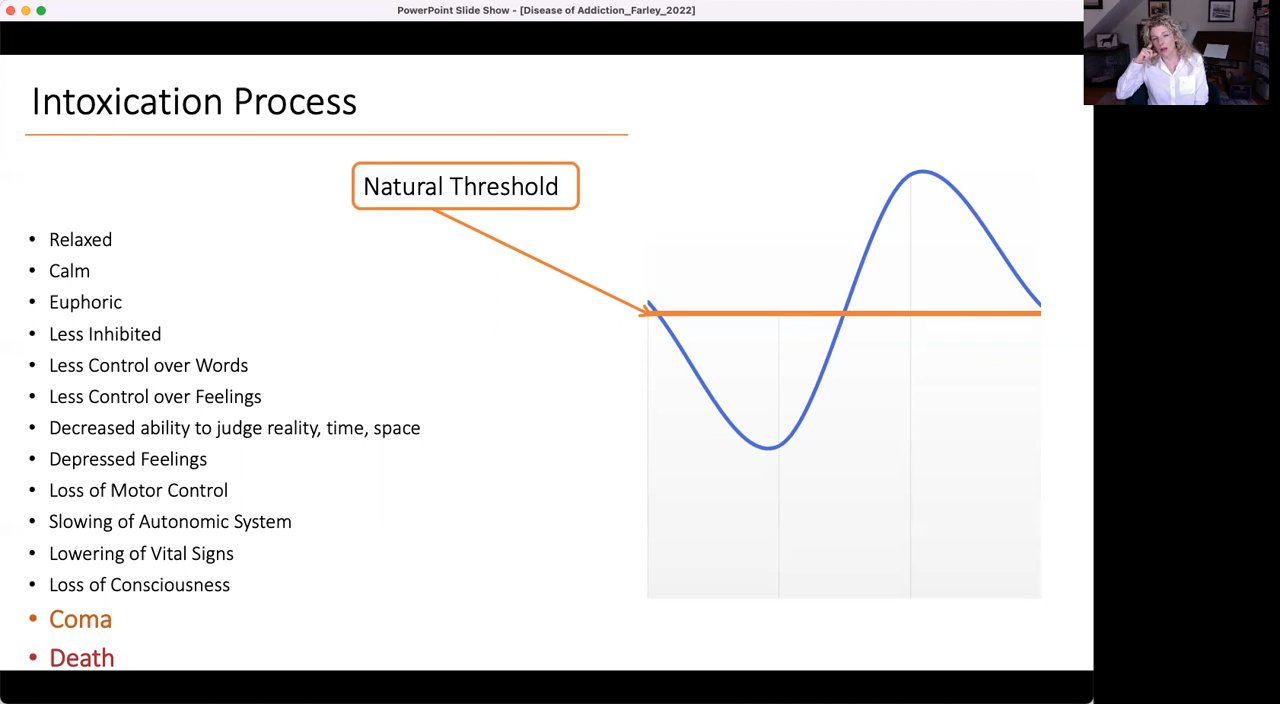 PowerPoint Slide Show - [Disease of Addiction_Farley_2022]
Intoxication Process
Natural Threshold
• Relaxed
• Calm
• Euphoric
• Less Inhibited
• Less Control over Words
• Less Control over Feelings
• Decreased ability to judge reality, time, space
• Depressed Feelings
• Loss of Motor Control
• Slowing of Autonomic System
• Lowering of Vital Signs
• Loss of Consciousness
• Coma
• Death